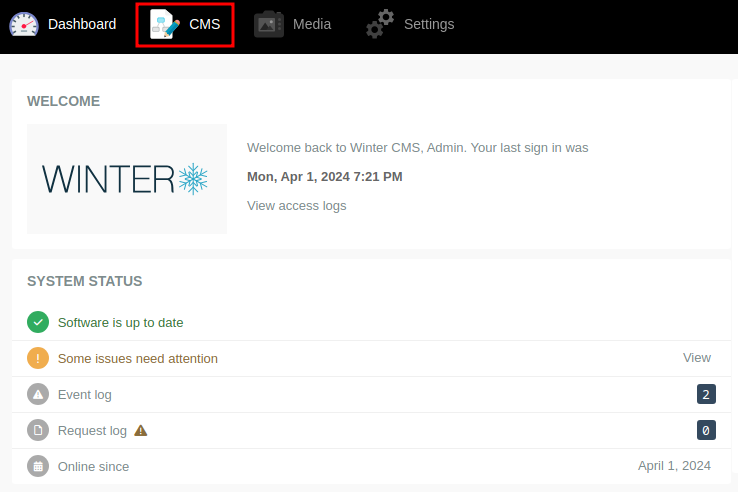 Dashboard CMS Media Settings
WELCOME
WINTER
Welcome back to Winter CMS, Admin. Your last sign in was
Mon, Apr 1, 2024 7:21 PM
View access logs
SYSTEM STATUS
Software is up to date
Some issues need attention View
Event log 2
Request log 0
Online since April 1, 2024